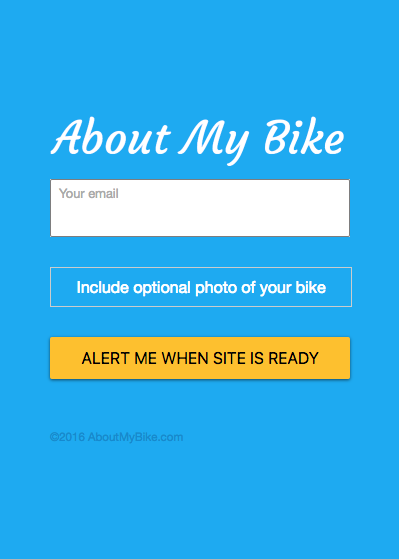 About My Bike
Your email
Include optional photo of your bike
ALERT ME WHEN SITE IS READY
©2016 AboutMyBike.com